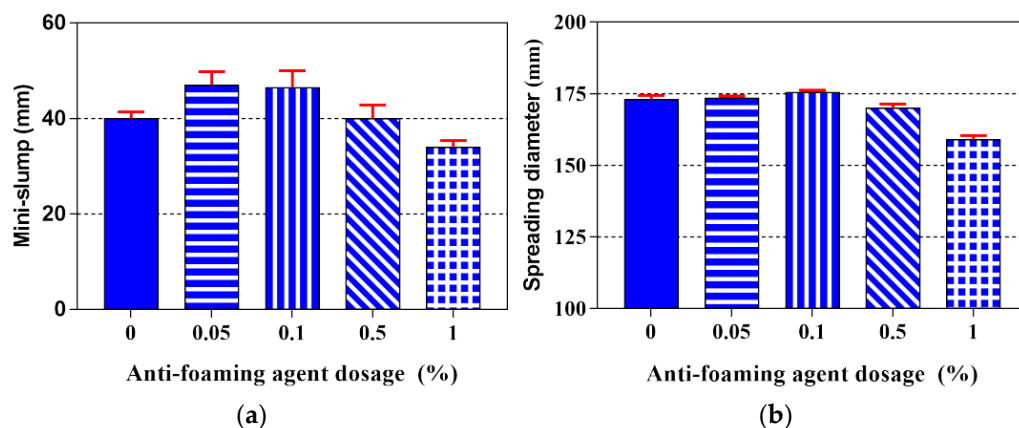 Mini-slump (mm)
60
40
20
0
0 0.05 0.1 0.5 1
Anti-foaming agent dosage (%)
(a)
Spreading diameter (mm)
200
175
150
125
100
0 0.05 0.1 0.5 1
Anti-foaming agent dosage (%)
(b)